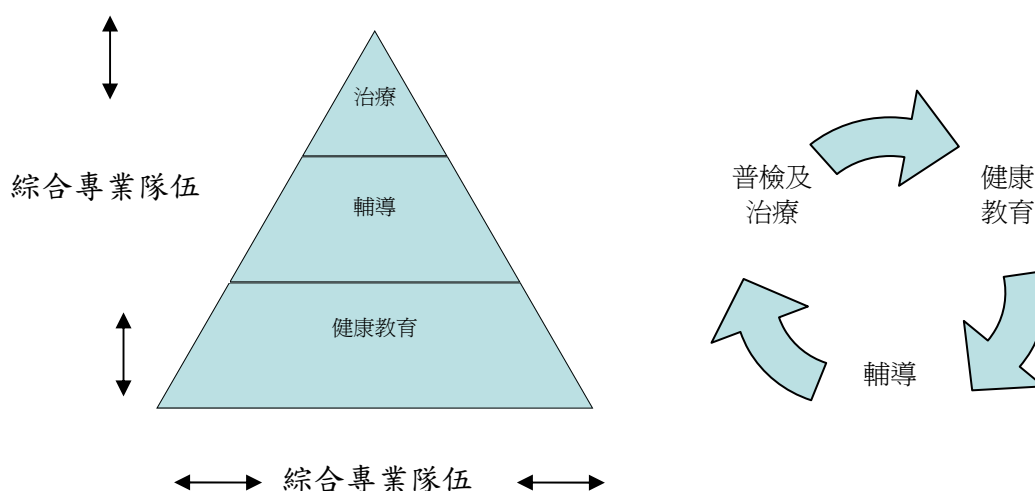 治療
綜合專業隊伍
輔導
健康教育
綜合專業隊伍
普檢及
治療
健康
教育
輔導